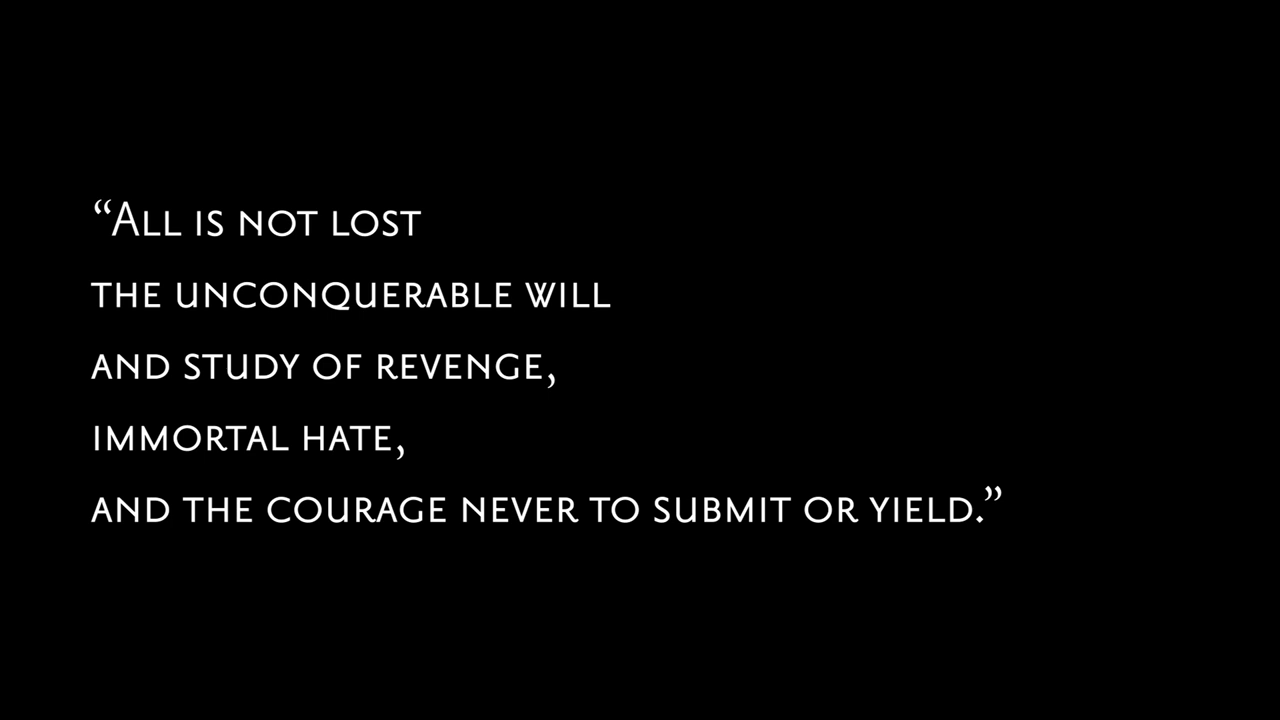 “All is not lost
the unconquerable will
and study of revenge,
immortal hate,
and the courage never to submit or yield.”